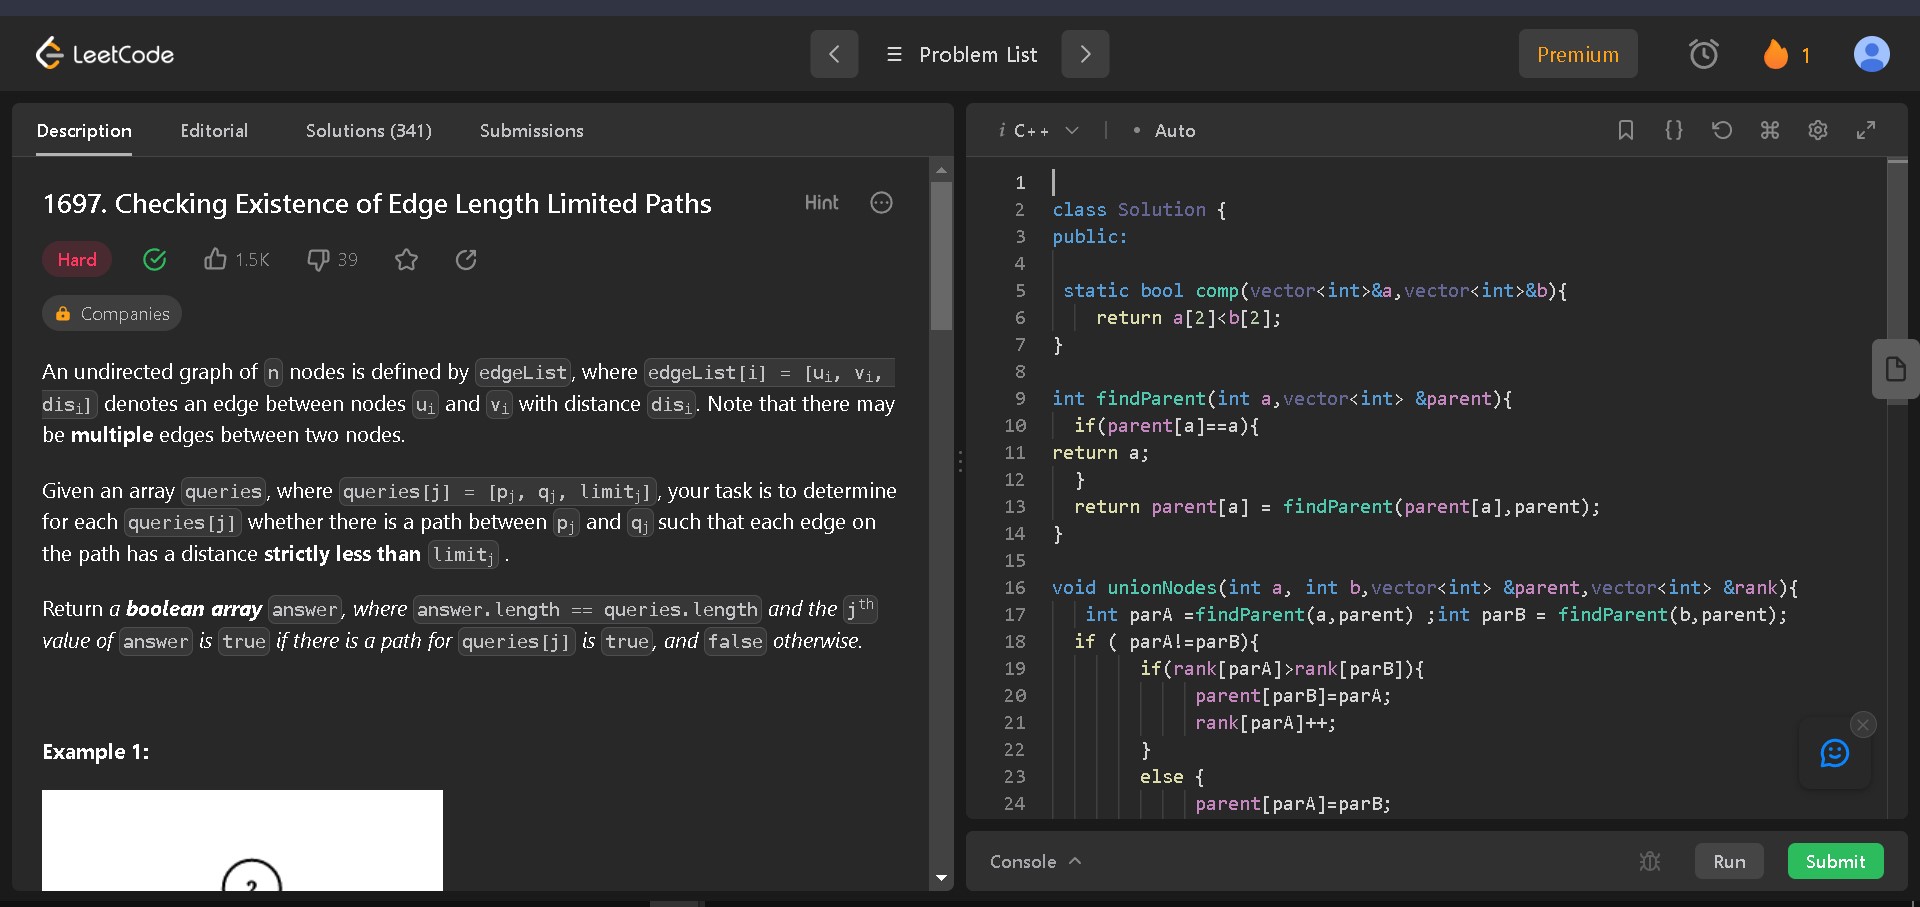 LeetCode
Problem List
Premium
1
Description Editorial Solutions (341) Submissions
1697. Checking Existence of Edge Length Limited Paths
Hint
Hard 1.5K 39
Companies
An undirected graph of n nodes is defined by edgeList, where edgeList[i] = [uᵢ, vᵢ,
disᵢ] denotes an edge between nodes uᵢ and vᵢ with distance disᵢ. Note that there may
be multiple edges between two nodes.
Given an array queries, where queries[j] = [pⱼ, qⱼ, limitⱼ], your task is to determine
for each queries[j] whether there is a path between pⱼ and qⱼ such that each edge on
the path has a distance strictly less than limitⱼ .
Return a boolean array answer, where answer.length == queries.length and the jᵗʰ
value of answer is true if there is a path for queries[j] is true, and false otherwise.
Example 1:
2
i C++ • Auto
1
2 class Solution {
3 public:
4
5 static bool comp(vector<int>&a,vector<int>&b){
6 return a[2]<b[2];
7 }
8
9 int findParent(int a,vector<int> &parent){
10 if(parent[a]==a){
11 return a;
12 }
13 return parent[a] = findParent(parent[a],parent);
14 }
15
16 void unionNodes(int a, int b,vector<int> &parent,vector<int> &rank){
17 int parA =findParent(a,parent) ;int parB = findParent(b,parent);
18 if ( parA!=parB){
19 if(rank[parA]>rank[parB]){
20 parent[parB]=parA;
21 rank[parA]++;
22 }
23 else {
24 parent[parA]=parB;
Console
Run
Submit